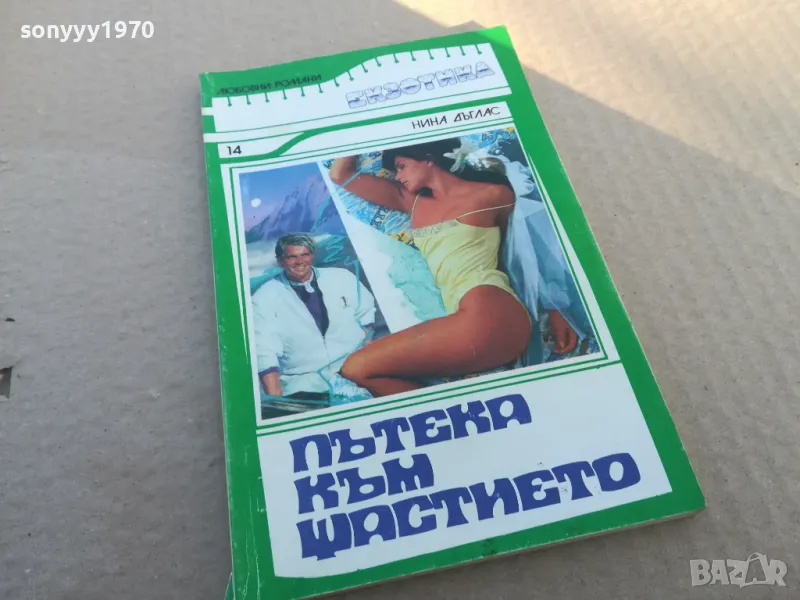 sonyyy1970
ЛЮБОВНИ РОМАНИ
ЕКЗОТИКА
НИНА ДЪГЛАС
14
ПЪТЕКА
КЪМ
ЩАСТИЕТО
BAZAR